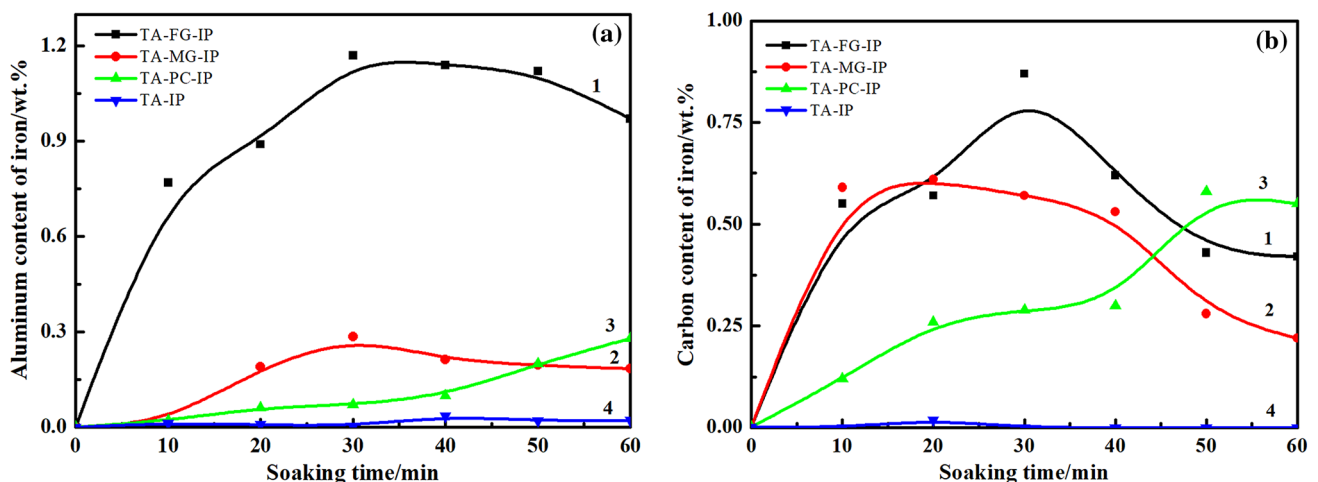 (a)
TA-FG-IP
TA-MG-IP
TA-PC-IP
TA-IP
1
3
2
4
1.2
0.9
0.6
0.3
0.0
0 10 20 30 40 50 60
Aluminum content of iron/wt.%
Soaking time/min
(b)
TA-FG-IP
TA-MG-IP
TA-PC-IP
TA-IP
3
1
2
4
1.00
0.75
0.50
0.25
0.00
0 10 20 30 40 50 60
Carbon content of iron/wt.%
Soaking time/min